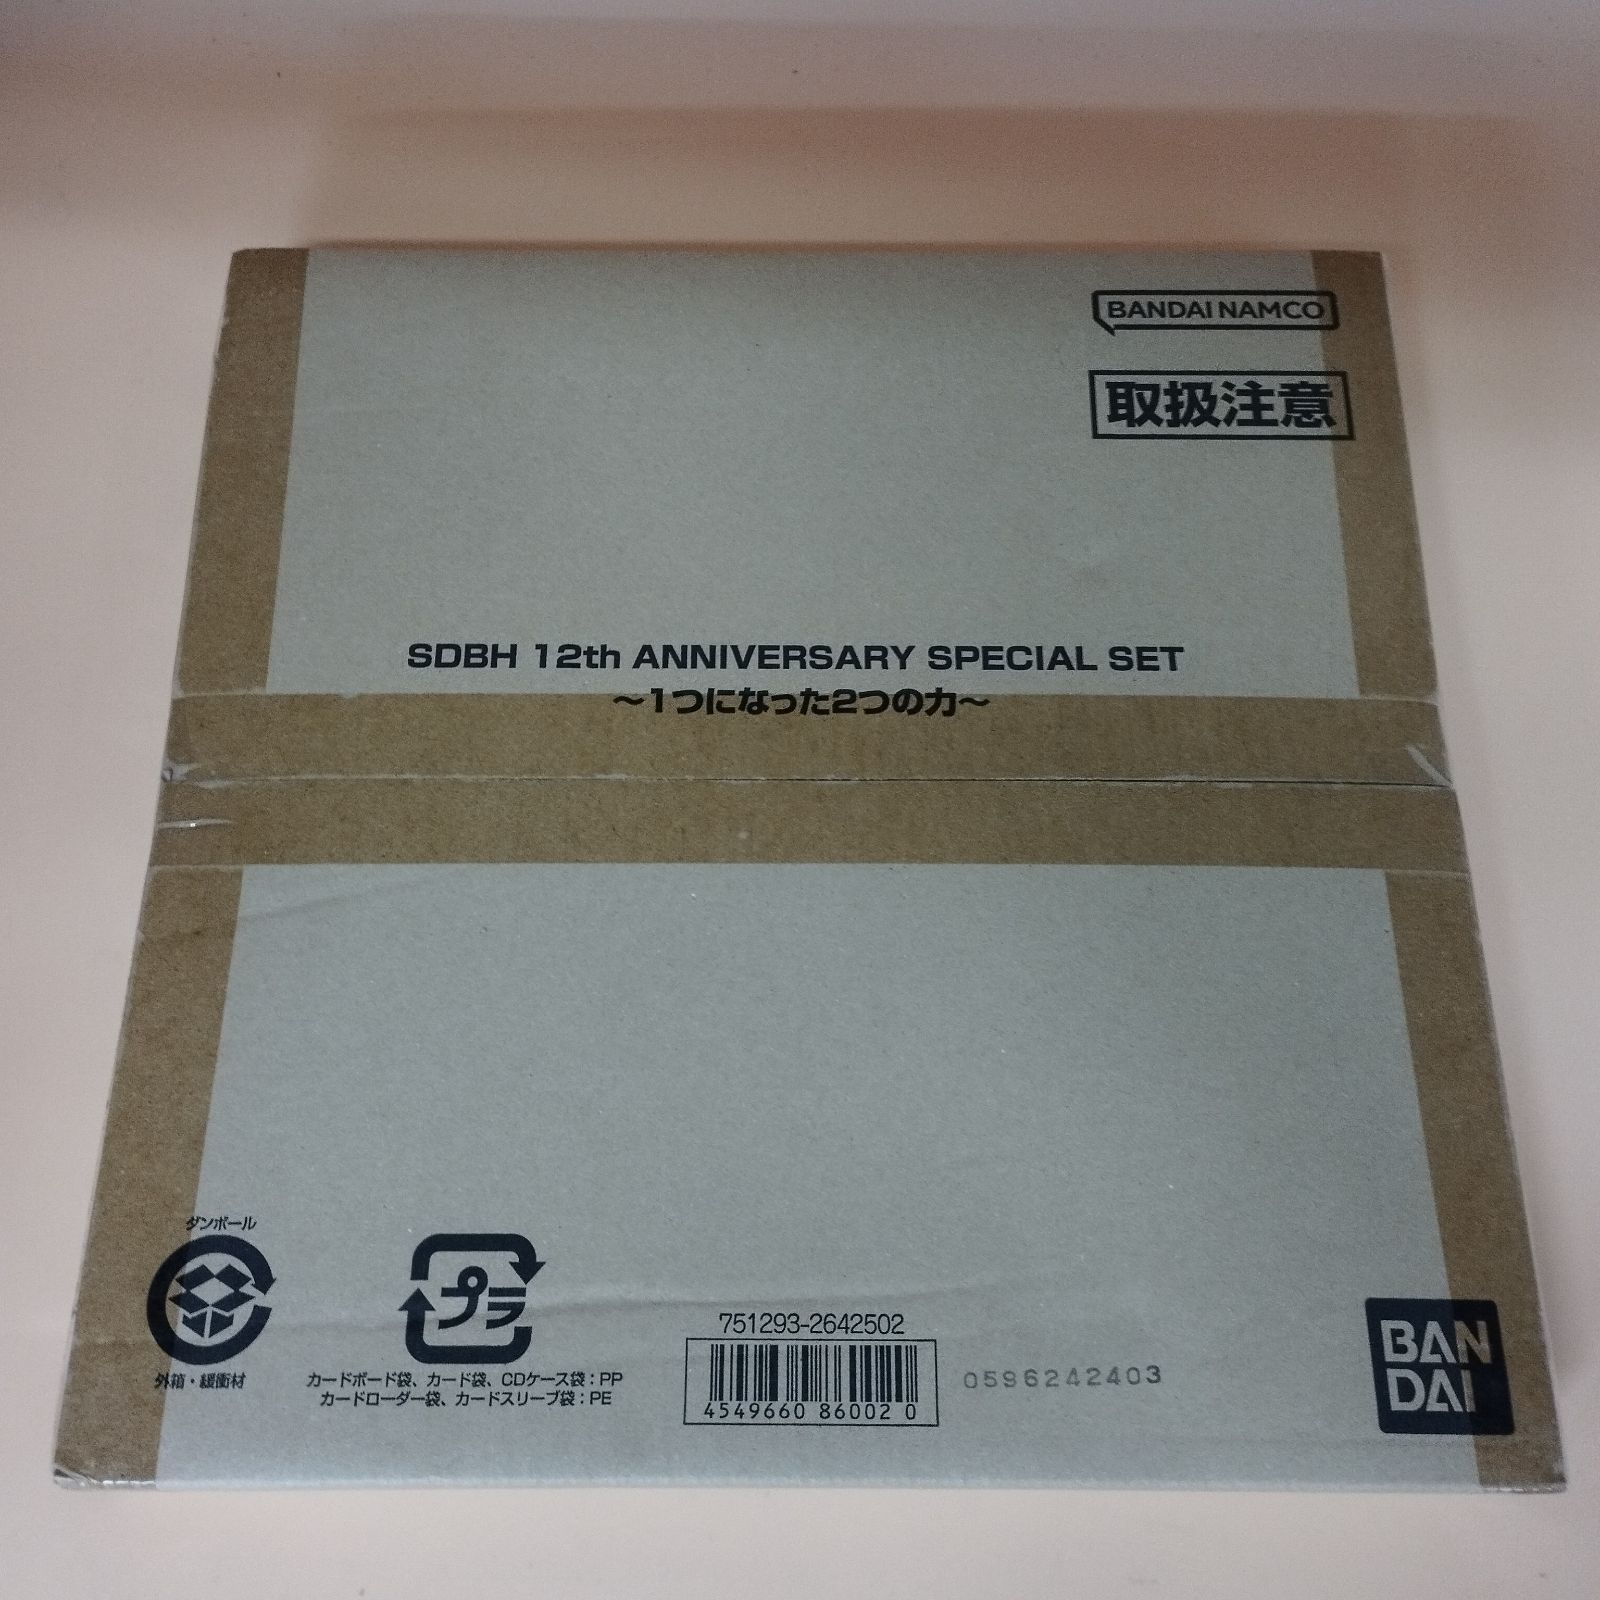 BANDAI NAMCO
取扱注意
SDBH 12th ANNIVERSARY SPECIAL SET
～1つになった2つの力～
ダンボール
外箱・緩衝材
プラ
カードボード袋、カード袋、CDケース袋：PP
カードローダー袋、カードスリーブ袋：PE
751293-2642502
4549660 86002 0
0596242403
BAN
DAI